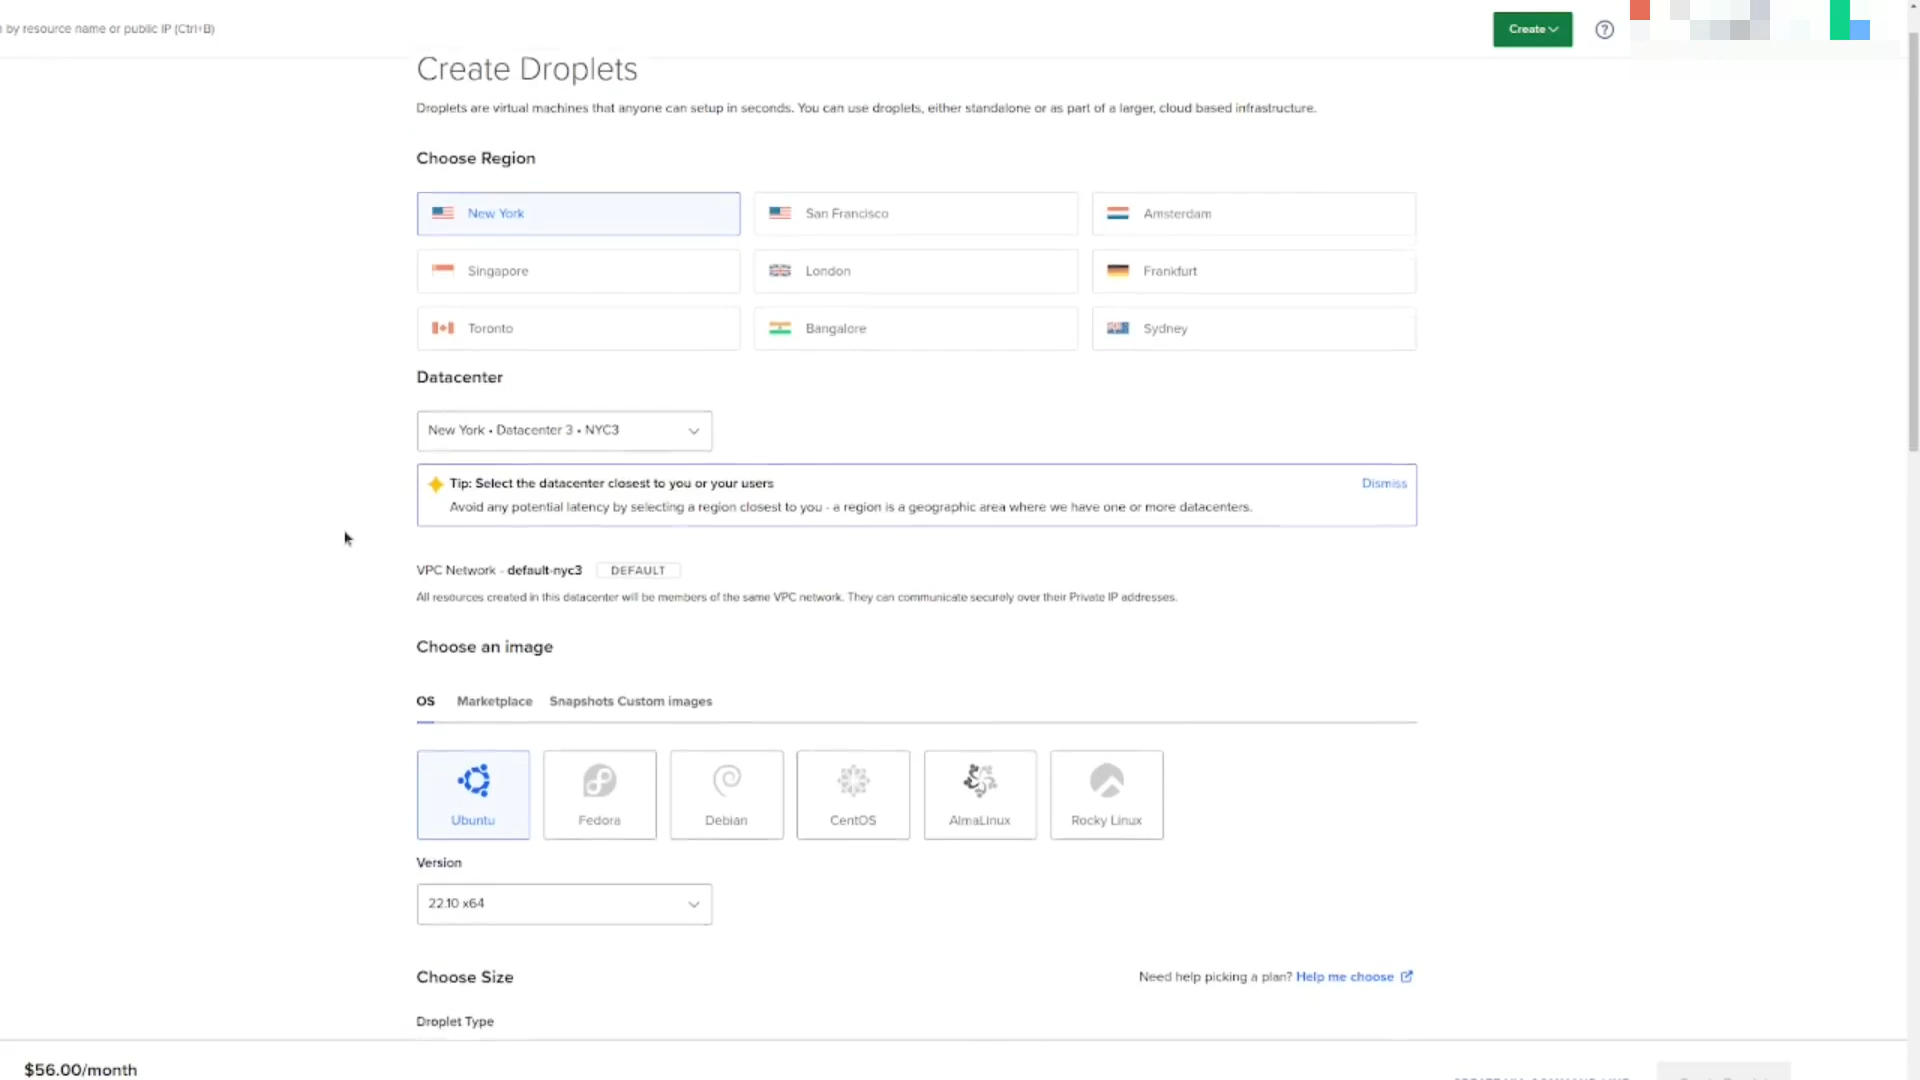 by resource name or public IP (Ctrl+B)
Create
Create Droplets
Droplets are virtual machines that anyone can setup in seconds. You can use droplets, either standalone or as part of a larger, cloud based infrastructure.
Choose Region
New York
San Francisco
Amsterdam
Singapore
London
Frankfurt
Toronto
Bangalore
Sydney
Datacenter
New York • Datacenter 3 • NYC3
Tip: Select the datacenter closest to you or your users
Dismiss
Avoid any potential latency by selecting a region closest to you - a region is a geographic area where we have one or more datacenters.
VPC Network - default-nyc3 DEFAULT
All resources created in this datacenter will be members of the same VPC network. They can communicate securely over their Private IP addresses.
Choose an image
OS Marketplace Snapshots Custom images
Ubuntu
Fedora
Debian
CentOS
AlmaLinux
Rocky Linux
Version
22.10 x64
Choose Size
Need help picking a plan? Help me choose
Droplet Type
$56.00/month